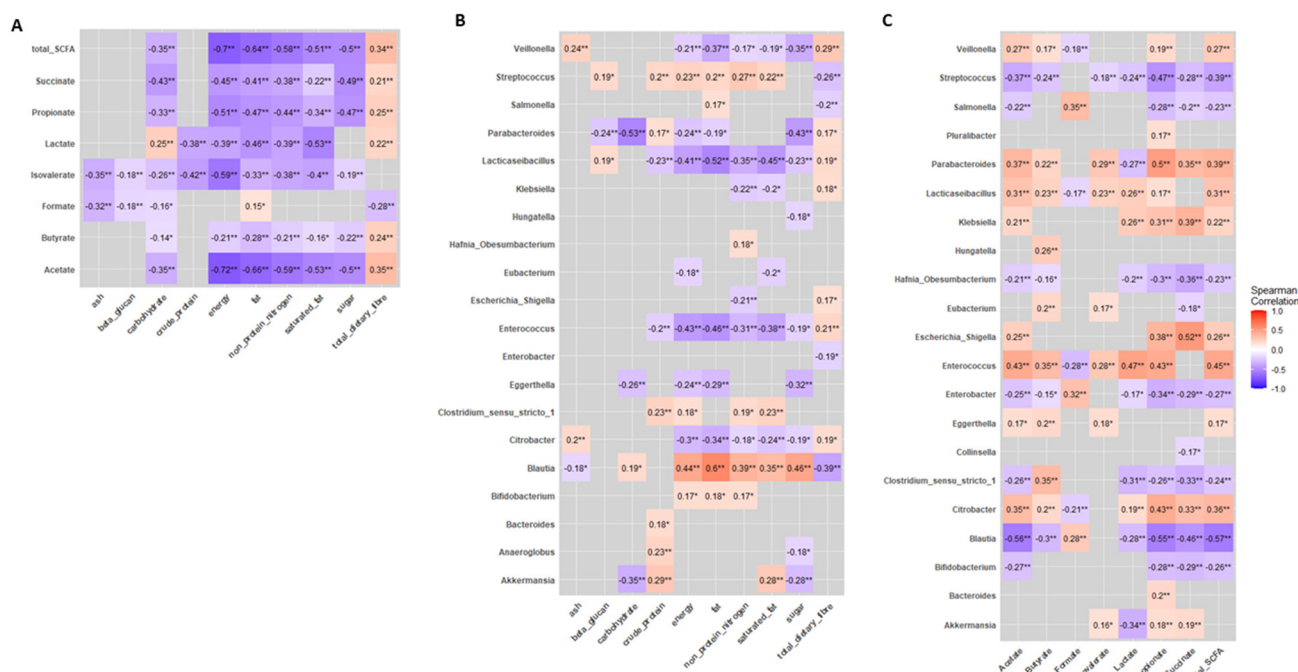 A
total_SCFA -0.35** -0.7** -0.64** -0.58** -0.51** -0.5** 0.34**
Succinate -0.43** -0.45** -0.41** -0.38** -0.22** -0.49** 0.21**
Propionate -0.33** -0.51** -0.47** -0.44** -0.34** -0.47** 0.25**
Lactate 0.25** -0.38** -0.39** -0.46** -0.39** -0.53** 0.22**
Isovalerate -0.35** -0.18** -0.26** -0.42** -0.59** -0.33** -0.38** -0.4** -0.19**
Formate -0.32** -0.18** -0.16* 0.15* -0.28**
Butyrate -0.14* -0.21** -0.28** -0.21** -0.16* -0.22** 0.24**
Acetate -0.35** -0.72** -0.66** -0.59** -0.53** -0.5** 0.35**
ash beta_glucan carbohydrate crude_protein energy fat non_protein_nitrogen saturated_fat sugar total_dietary_fibre
B
Veillonella 0.24** -0.21** -0.37** -0.17* -0.19* -0.35** 0.29**
Streptococcus 0.19* 0.2** 0.23** 0.2** 0.27** 0.22** -0.26**
Salmonella 0.17* -0.2**
Parabacteroides -0.24** -0.53** 0.17* -0.24** -0.19* -0.43** 0.17*
Lacticaseibacillus 0.19* -0.23** -0.41** -0.52** -0.35** -0.45** -0.23** 0.19*
Klebsiella -0.22** -0.2* 0.18*
Hungatella -0.18*
Hafnia_Obesumbacterium 0.18*
Eubacterium -0.18* -0.2*
Escherichia_Shigella -0.21** 0.17*
Enterococcus -0.2** -0.43** -0.46** -0.31** -0.38** -0.19* 0.21**
Enterobacter -0.19*
Eggerthella -0.26** -0.24** -0.29** -0.32**
Clostridium_sensu_stricto_1 0.23** 0.18* 0.19* 0.23**
Citrobacter 0.2** -0.3** -0.34** -0.18* -0.24** -0.19* 0.19*
Blautia -0.18* 0.19* 0.44** 0.6** 0.39** 0.35** 0.46** -0.39**
Bifidobacterium 0.17* 0.18* 0.17*
Bacteroides 0.18*
Anaeroglobus 0.23** -0.18*
Akkermansia -0.35** 0.29** 0.28** -0.28**
ash beta_glucan carbohydrate crude_protein energy fat non_protein_nitrogen saturated_fat sugar total_dietary_fibre
C
Veillonella 0.27** 0.17* -0.18** 0.19** 0.27**
Streptococcus -0.37** -0.24** -0.18** -0.24** -0.47** -0.28** -0.39**
Salmonella -0.22** 0.35** -0.28** -0.2** -0.23**
Pluralibacter 0.17*
Parabacteroides 0.37** 0.22** 0.29** -0.27** 0.5** 0.35** 0.39**
Lacticaseibacillus 0.31** 0.23** -0.17* 0.23** 0.26** 0.17* 0.31**
Klebsiella 0.21** 0.26** 0.31** 0.39** 0.22**
Hungatella 0.26**
Hafnia_Obesumbacterium -0.21** -0.16* -0.2** -0.3** -0.36** -0.23**
Eubacterium 0.2** 0.17* -0.18**
Escherichia_Shigella 0.25** 0.38** 0.52** 0.26**
Enterococcus 0.43** 0.35** -0.28** 0.28** 0.47** 0.43** 0.45**
Enterobacter -0.25** -0.15* 0.32** -0.17* -0.34** -0.29** -0.27**
Eggerthella 0.17* 0.2** 0.18* 0.17*
Collinsella -0.17*
Clostridium_sensu_stricto_1 -0.26** 0.35** -0.31** -0.26** -0.33** -0.24**
Citrobacter 0.35** 0.2** -0.21** 0.19** 0.43** 0.33** 0.36**
Blautia -0.56** -0.3** 0.28** -0.28** -0.55** -0.46** -0.57**
Bifidobacterium -0.27** -0.28** -0.29** -0.26**
Bacteroides 0.2**
Akkermansia 0.16* -0.34** 0.18** 0.19**
Acetate Butyrate Formate ovalerate Lactate opionate uccinate al_SCFA
Spearman
Correlation
1.0
0.5
0.0
-0.5
-1.0